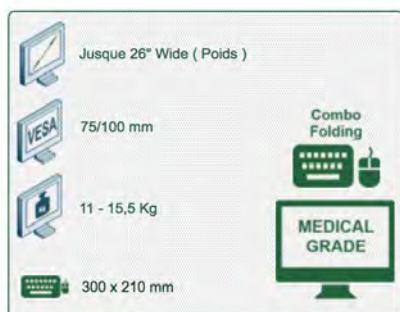 Jusque 26" Wide ( Poids )
VESA
75/100 mm
Combo
Folding
KG
11 - 15,5 Kg
MEDICAL
GRADE
300 x 210 mm